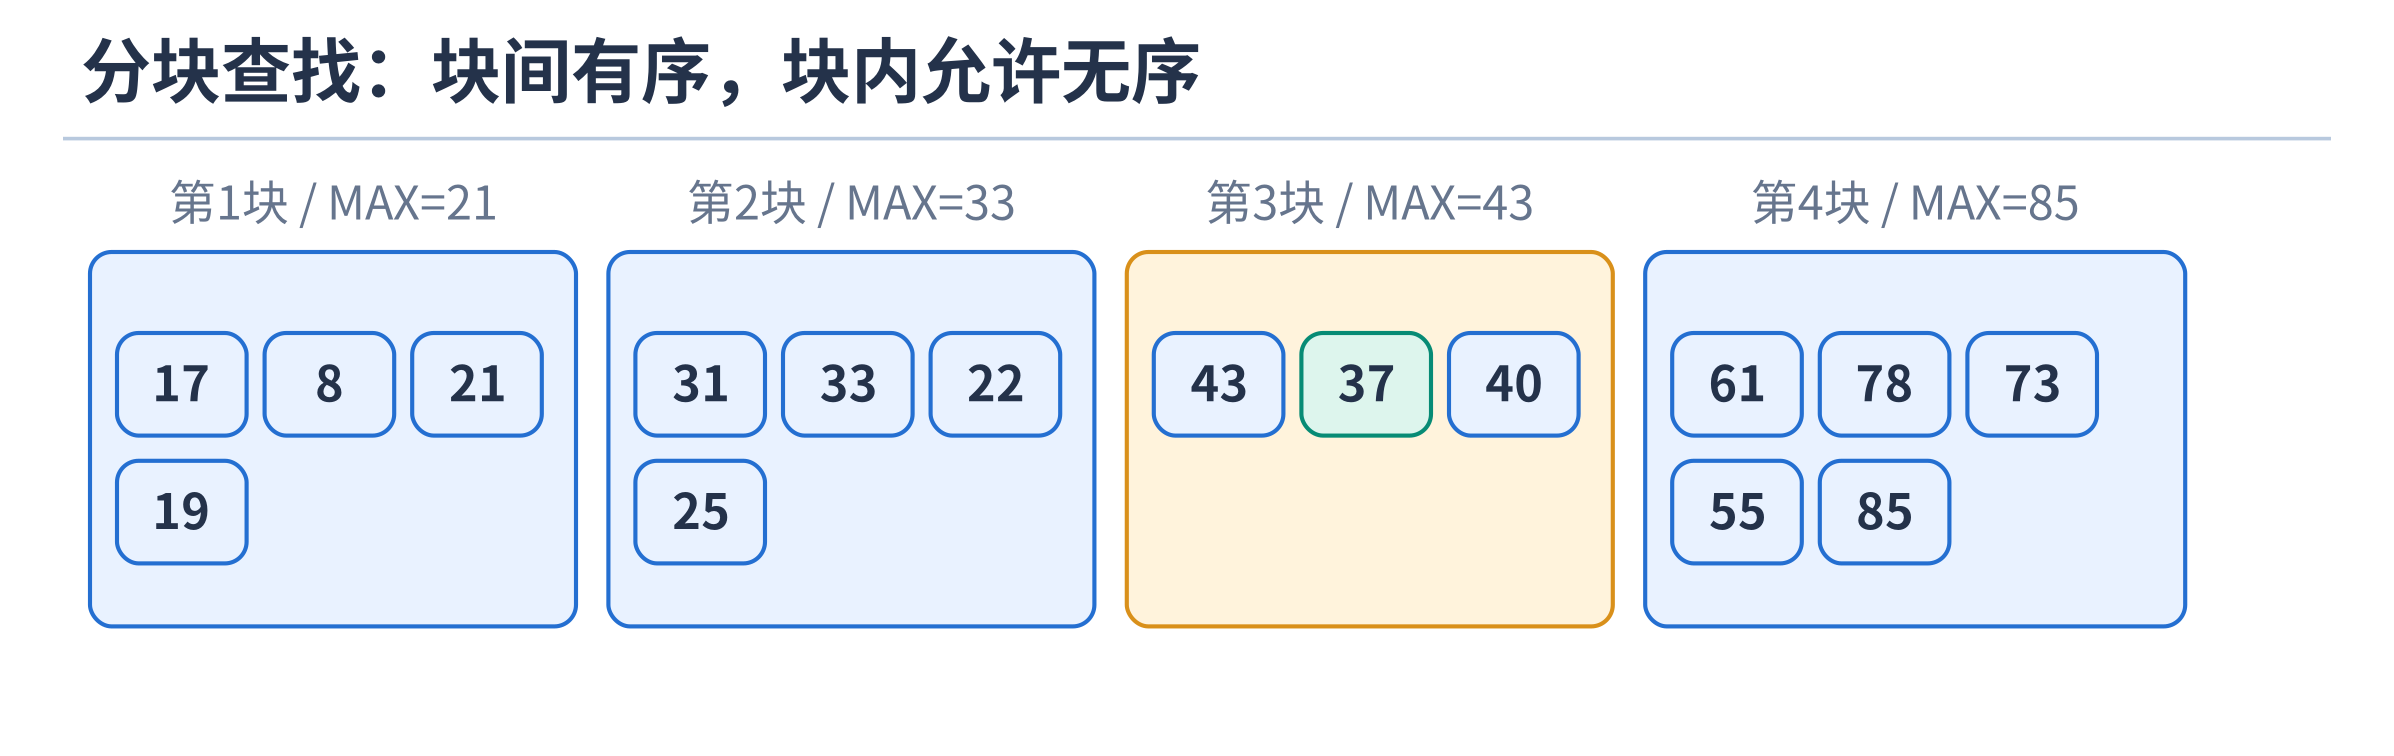 分块查找：块间有序，块内允许无序
第1块 / MAX=21
第2块 / MAX=33
第3块 / MAX=43
第4块 / MAX=85
17 8 21
19
31 33 22
25
43 37 40
61 78 73
55 85